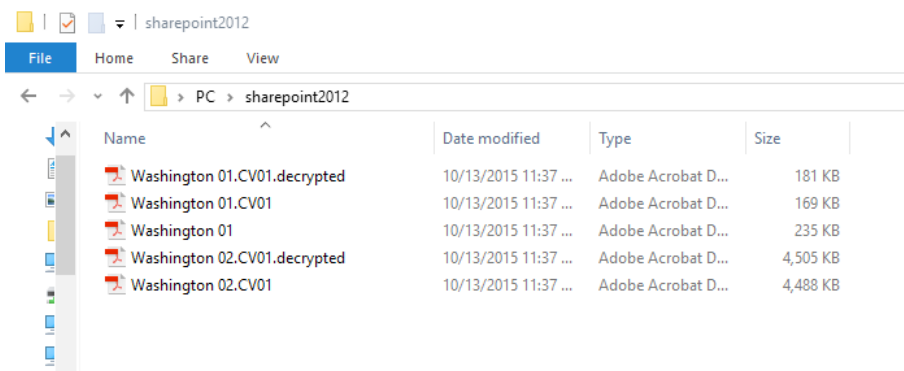 sharepoint2012
File Home Share View
PC sharepoint2012
Name Date modified Type Size
Washington 01.CV01.decrypted 10/13/2015 11:37 ... Adobe Acrobat D... 181 KB
Washington 01.CV01 10/13/2015 11:37 ... Adobe Acrobat D... 169 KB
Washington 01 10/13/2015 11:37 ... Adobe Acrobat D... 235 KB
Washington 02.CV01.decrypted 10/13/2015 11:37 ... Adobe Acrobat D... 4,505 KB
Washington 02.CV01 10/13/2015 11:37 ... Adobe Acrobat D... 4,488 KB